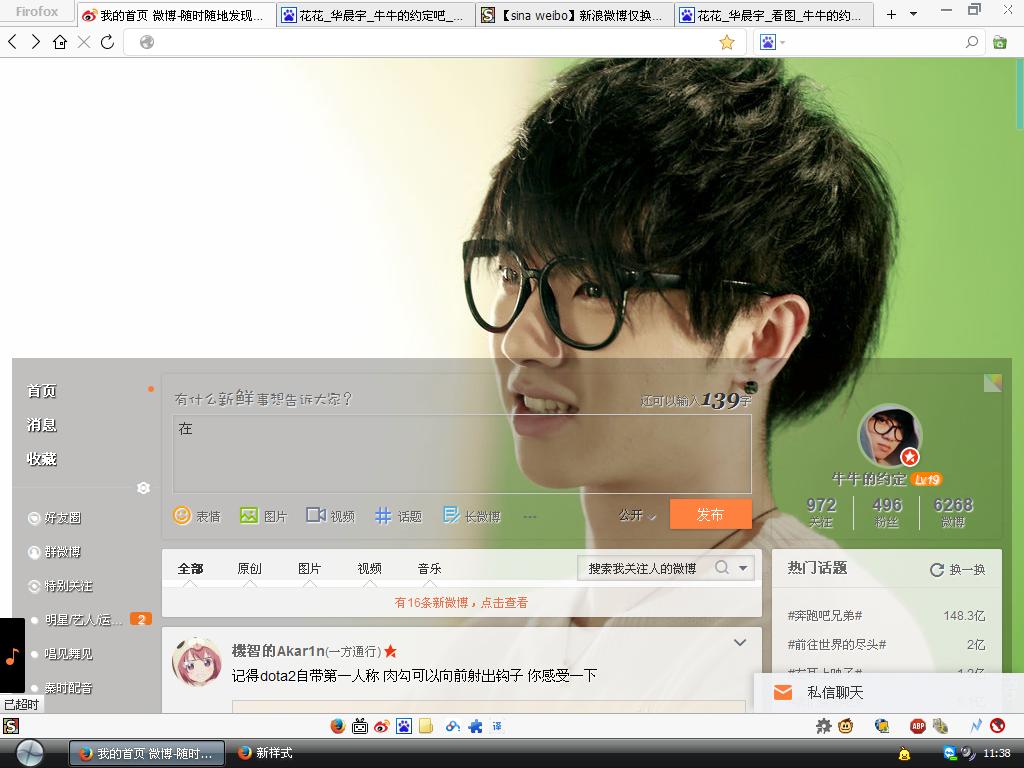 Firofox
我的首页 微博-随时随地发现...
花花_华晨宇_牛牛的约定吧_...
【sina weibo】新浪微博仅换...
花花_华晨宇_看图_牛牛的约...
首页
消息
收藏
好友圈
群微博
特别关注
明星/艺人/运... 2
唱见舞见
秦时配音
已超时
有什么新鲜事想告诉大家?
还可以输入139字
在
表情 图片 视频 话题 长微博 ...
公开
发布
牛牛的约定 Lv.19
972 496 6268
关注 粉丝 微博
全部 原创 图片 视频 音乐
搜索我关注人的微博
有16条新微博，点击查看
機智的Akar1n(一方通行)
记得dota2自带第一人称 肉勾可以向前射出钩子 你感受一下
热门话题 换一换
#奔跑吧兄弟# 148.3亿
#前往世界的尽头# 2亿
私信聊天
ABP
译
我的首页 微博-随时...
新样式
11:38